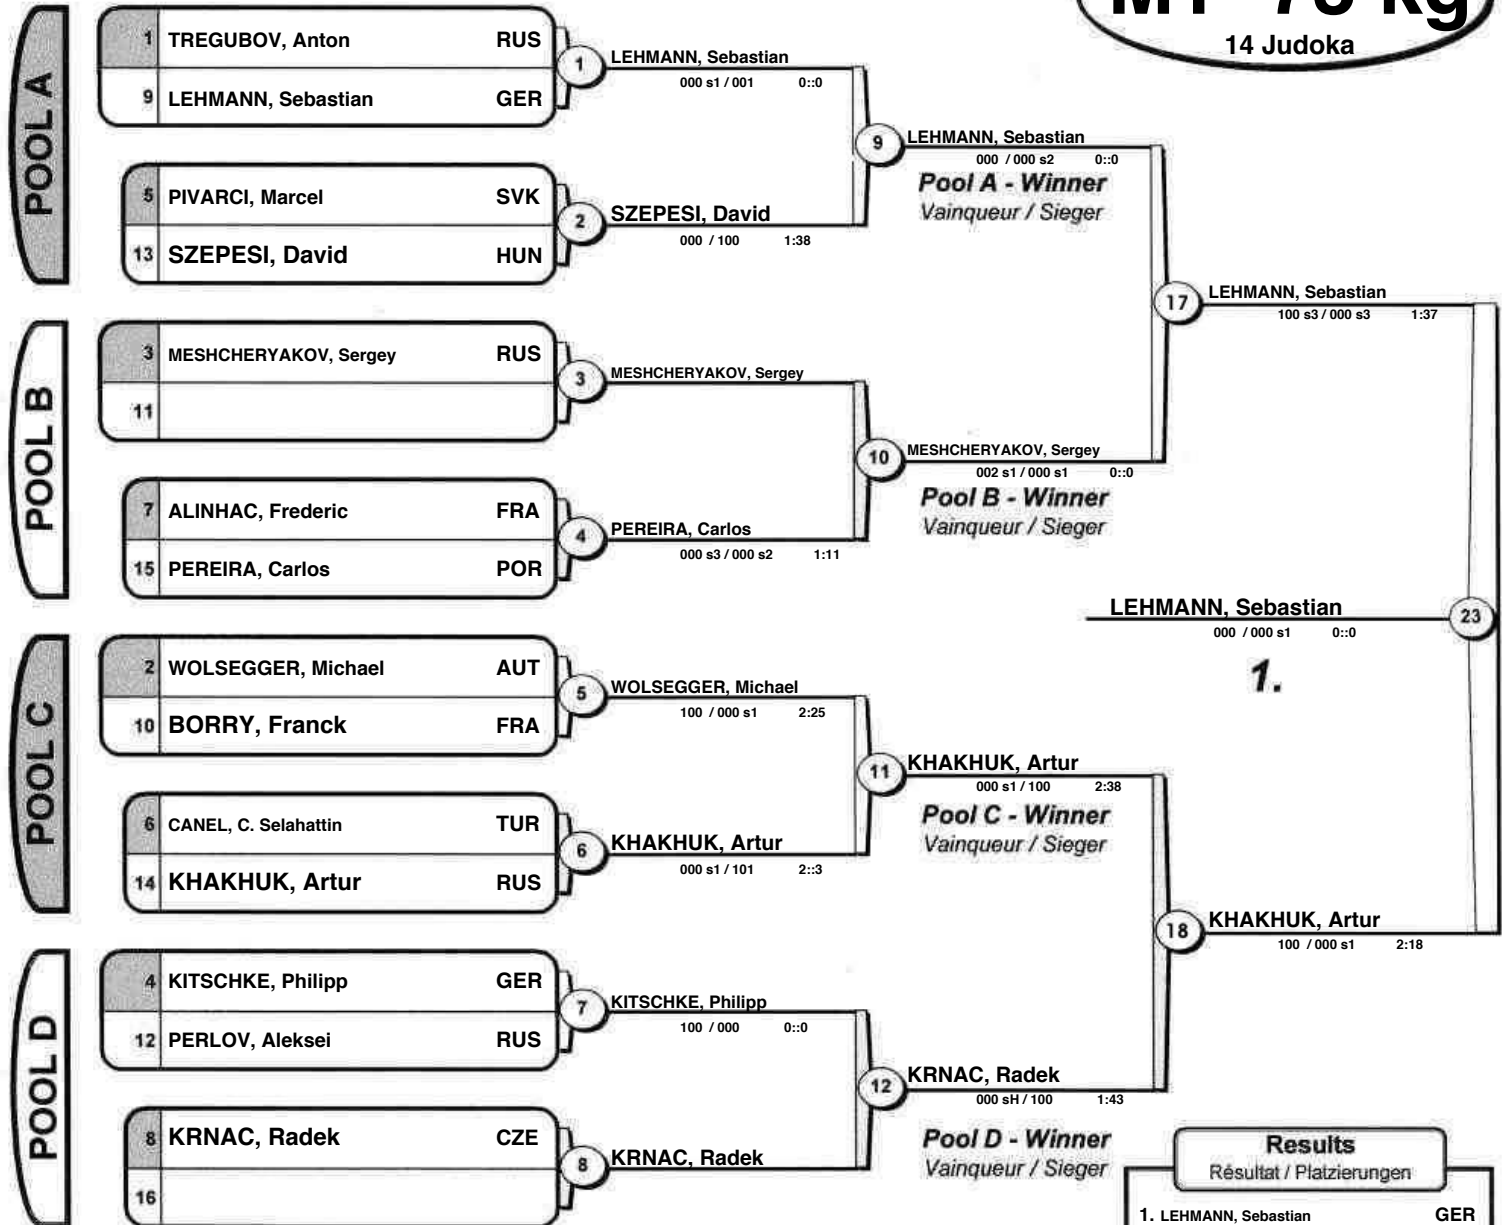 M1 -73 kg
14 Judoka
POOL A
1 TREGUBOV, Anton RUS
9 LEHMANN, Sebastian GER
1
LEHMANN, Sebastian
000 s1 / 001 0::0
5 PIVARCI, Marcel SVK
13 SZEPESI, David HUN
2
SZEPESI, David
000 / 100 1:38
9
LEHMANN, Sebastian
000 / 000 s2 0::0
Pool A - Winner
Vainqueur / Sieger
POOL B
3 MESHCHERYAKOV, Sergey RUS
11
3
MESHCHERYAKOV, Sergey
7 ALINHAC, Frederic FRA
15 PEREIRA, Carlos POR
4
PEREIRA, Carlos
000 s3 / 000 s2 1:11
10
MESHCHERYAKOV, Sergey
002 s1 / 000 s1 0::0
Pool B - Winner
Vainqueur / Sieger
17
LEHMANN, Sebastian
100 s3 / 000 s3 1:37
LEHMANN, Sebastian
23
000 / 000 s1 0::0
1.
POOL C
2 WOLSEGGER, Michael AUT
10 BORRY, Franck FRA
5
WOLSEGGER, Michael
100 / 000 s1 2:25
6 CANEL, C. Selahattin TUR
14 KHAKHUK, Artur RUS
6
KHAKHUK, Artur
000 s1 / 101 2::3
11
KHAKHUK, Artur
000 s1 / 100 2:38
Pool C - Winner
Vainqueur / Sieger
18
KHAKHUK, Artur
100 / 000 s1 2:18
POOL D
4 KITSCHKE, Philipp GER
12 PERLOV, Aleksei RUS
7
KITSCHKE, Philipp
100 / 000 0::0
8 KRNAC, Radek CZE
16
8
KRNAC, Radek
12
KRNAC, Radek
000 sH / 100 1:43
Pool D - Winner
Vainqueur / Sieger
Results
Résultat / Platzierungen
1. LEHMANN, Sebastian GER